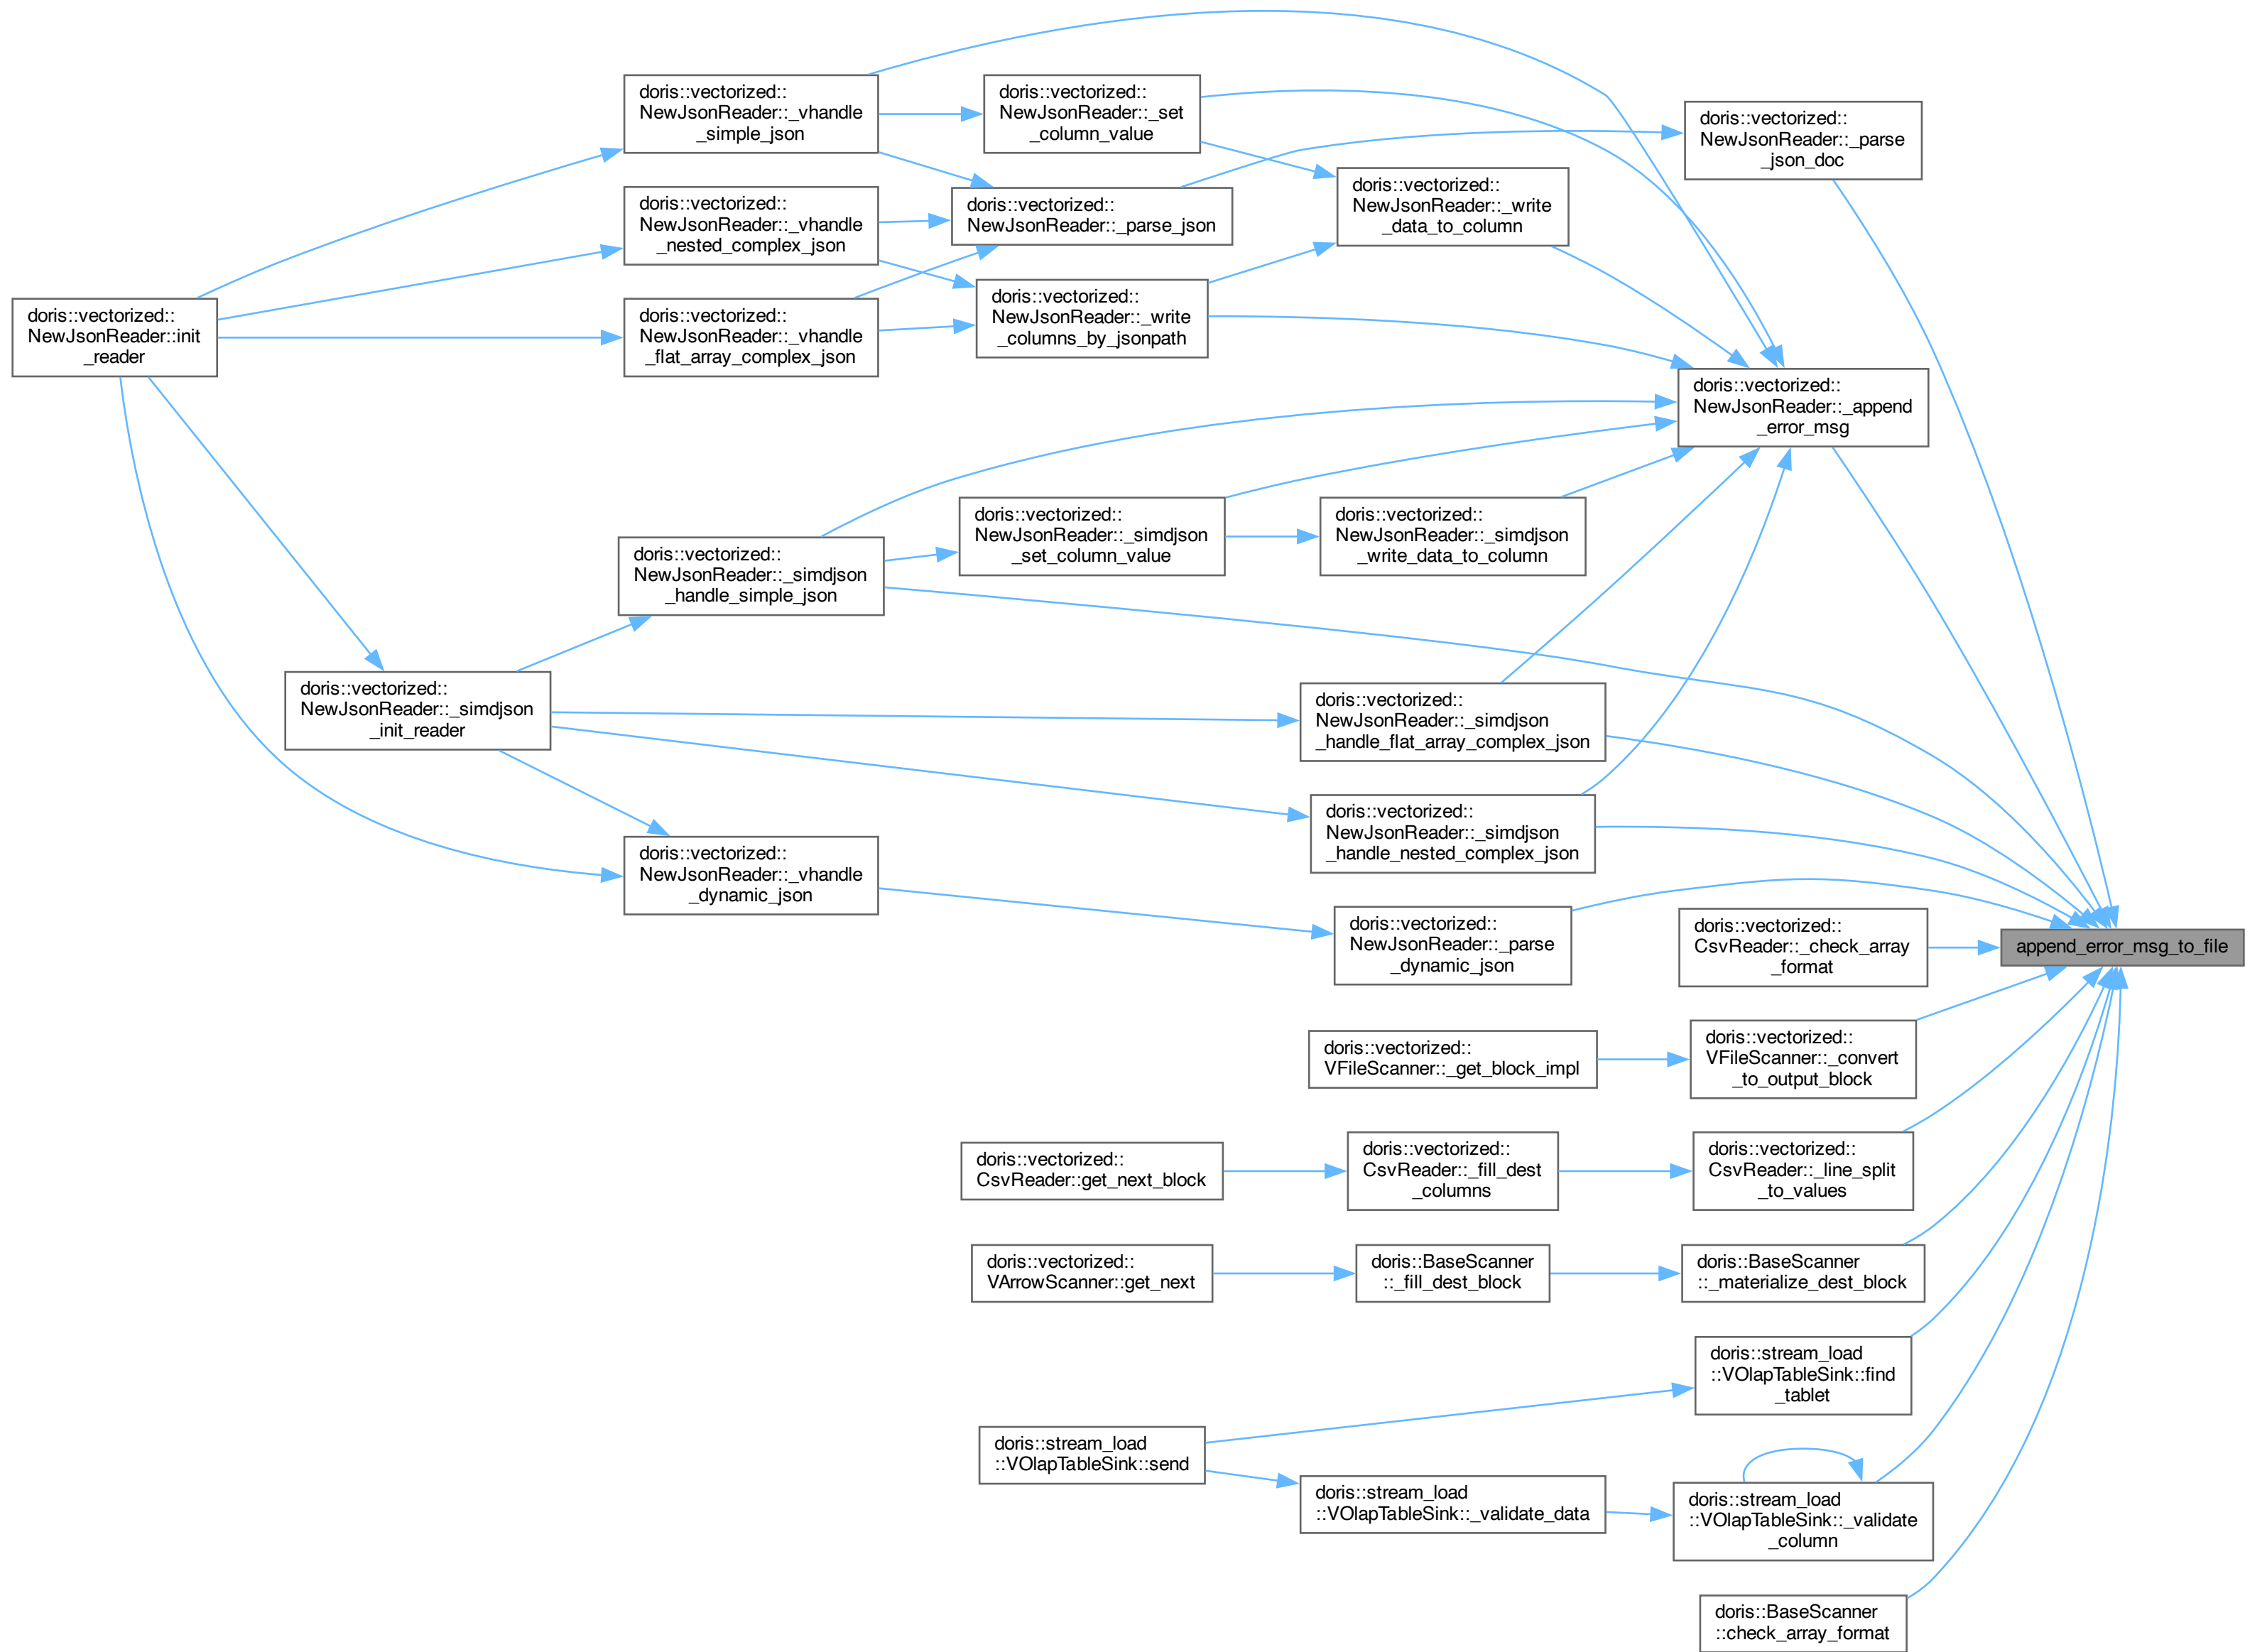 doris::vectorized::
NewJsonReader::init
_reader
doris::vectorized::
NewJsonReader::_vhandle
_simple_json
doris::vectorized::
NewJsonReader::_vhandle
_nested_complex_json
doris::vectorized::
NewJsonReader::_vhandle
_flat_array_complex_json
doris::vectorized::
NewJsonReader::_set
_column_value
doris::vectorized::
NewJsonReader::_parse_json
doris::vectorized::
NewJsonReader::_write
_columns_by_jsonpath
doris::vectorized::
NewJsonReader::_write
_data_to_column
doris::vectorized::
NewJsonReader::_parse
_json_doc
doris::vectorized::
NewJsonReader::_append
_error_msg
doris::vectorized::
NewJsonReader::_simdjson
_set_column_value
doris::vectorized::
NewJsonReader::_simdjson
_write_data_to_column
doris::vectorized::
NewJsonReader::_simdjson
_handle_simple_json
doris::vectorized::
NewJsonReader::_simdjson
_init_reader
doris::vectorized::
NewJsonReader::_simdjson
_handle_flat_array_complex_json
doris::vectorized::
NewJsonReader::_simdjson
_handle_nested_complex_json
doris::vectorized::
NewJsonReader::_vhandle
_dynamic_json
doris::vectorized::
NewJsonReader::_parse
_dynamic_json
doris::vectorized::
CsvReader::_check_array
_format
append_error_msg_to_file
doris::vectorized::
VFileScanner::_get_block_impl
doris::vectorized::
VFileScanner::_convert
_to_output_block
doris::vectorized::
CsvReader::get_next_block
doris::vectorized::
CsvReader::_fill_dest
_columns
doris::vectorized::
CsvReader::_line_split
_to_values
doris::vectorized::
VArrowScanner::get_next
doris::BaseScanner
::_fill_dest_block
doris::BaseScanner
::_materialize_dest_block
doris::stream_load
::VOlapTableSink::find
_tablet
doris::stream_load
::VOlapTableSink::send
doris::stream_load
::VOlapTableSink::_validate_data
doris::stream_load
::VOlapTableSink::_validate
_column
doris::BaseScanner
::check_array_format